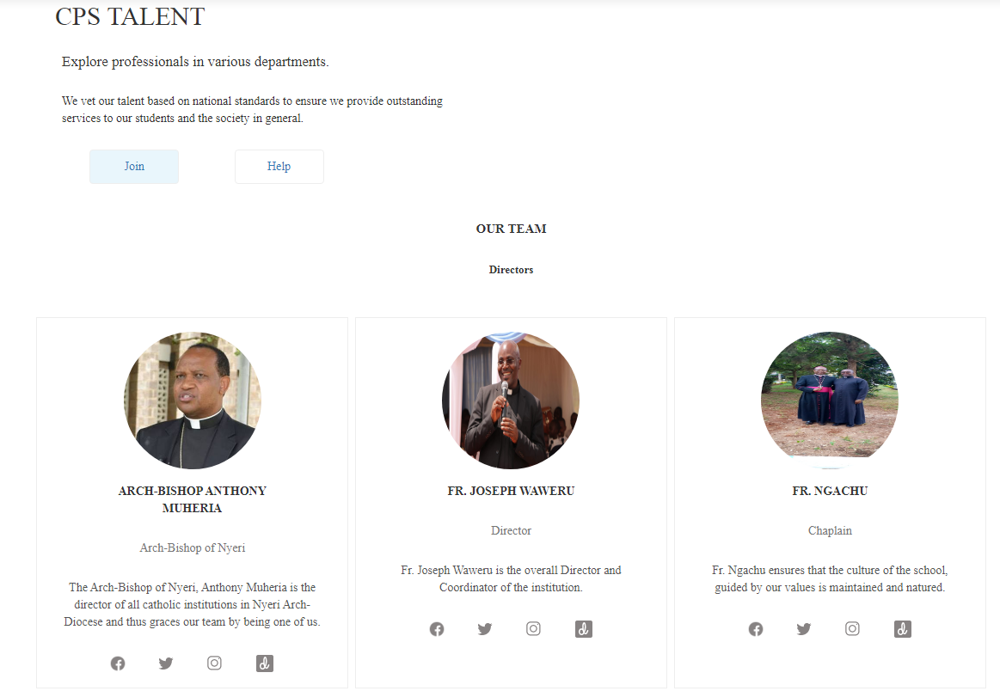 CPS TALENT
Explore professionals in various departments.
We vet our talent based on national standards to ensure we provide outstanding
services to our students and the society in general.
Join
Help
OUR TEAM
Directors
ARCH-BISHOP ANTHONY
MUHERIA
Arch-Bishop of Nyeri
The Arch-Bishop of Nyeri, Anthony Muheria is the
director of all catholic institutions in Nyeri Arch-
Diocese and thus graces our team by being one of us.
FR. JOSEPH WAWERU
Director
Fr. Joseph Waweru is the overall Director and
Coordinator of the institution.
FR. NGACHU
Chaplain
Fr. Ngachu ensures that the culture of the school,
guided by our values is maintained and natured.